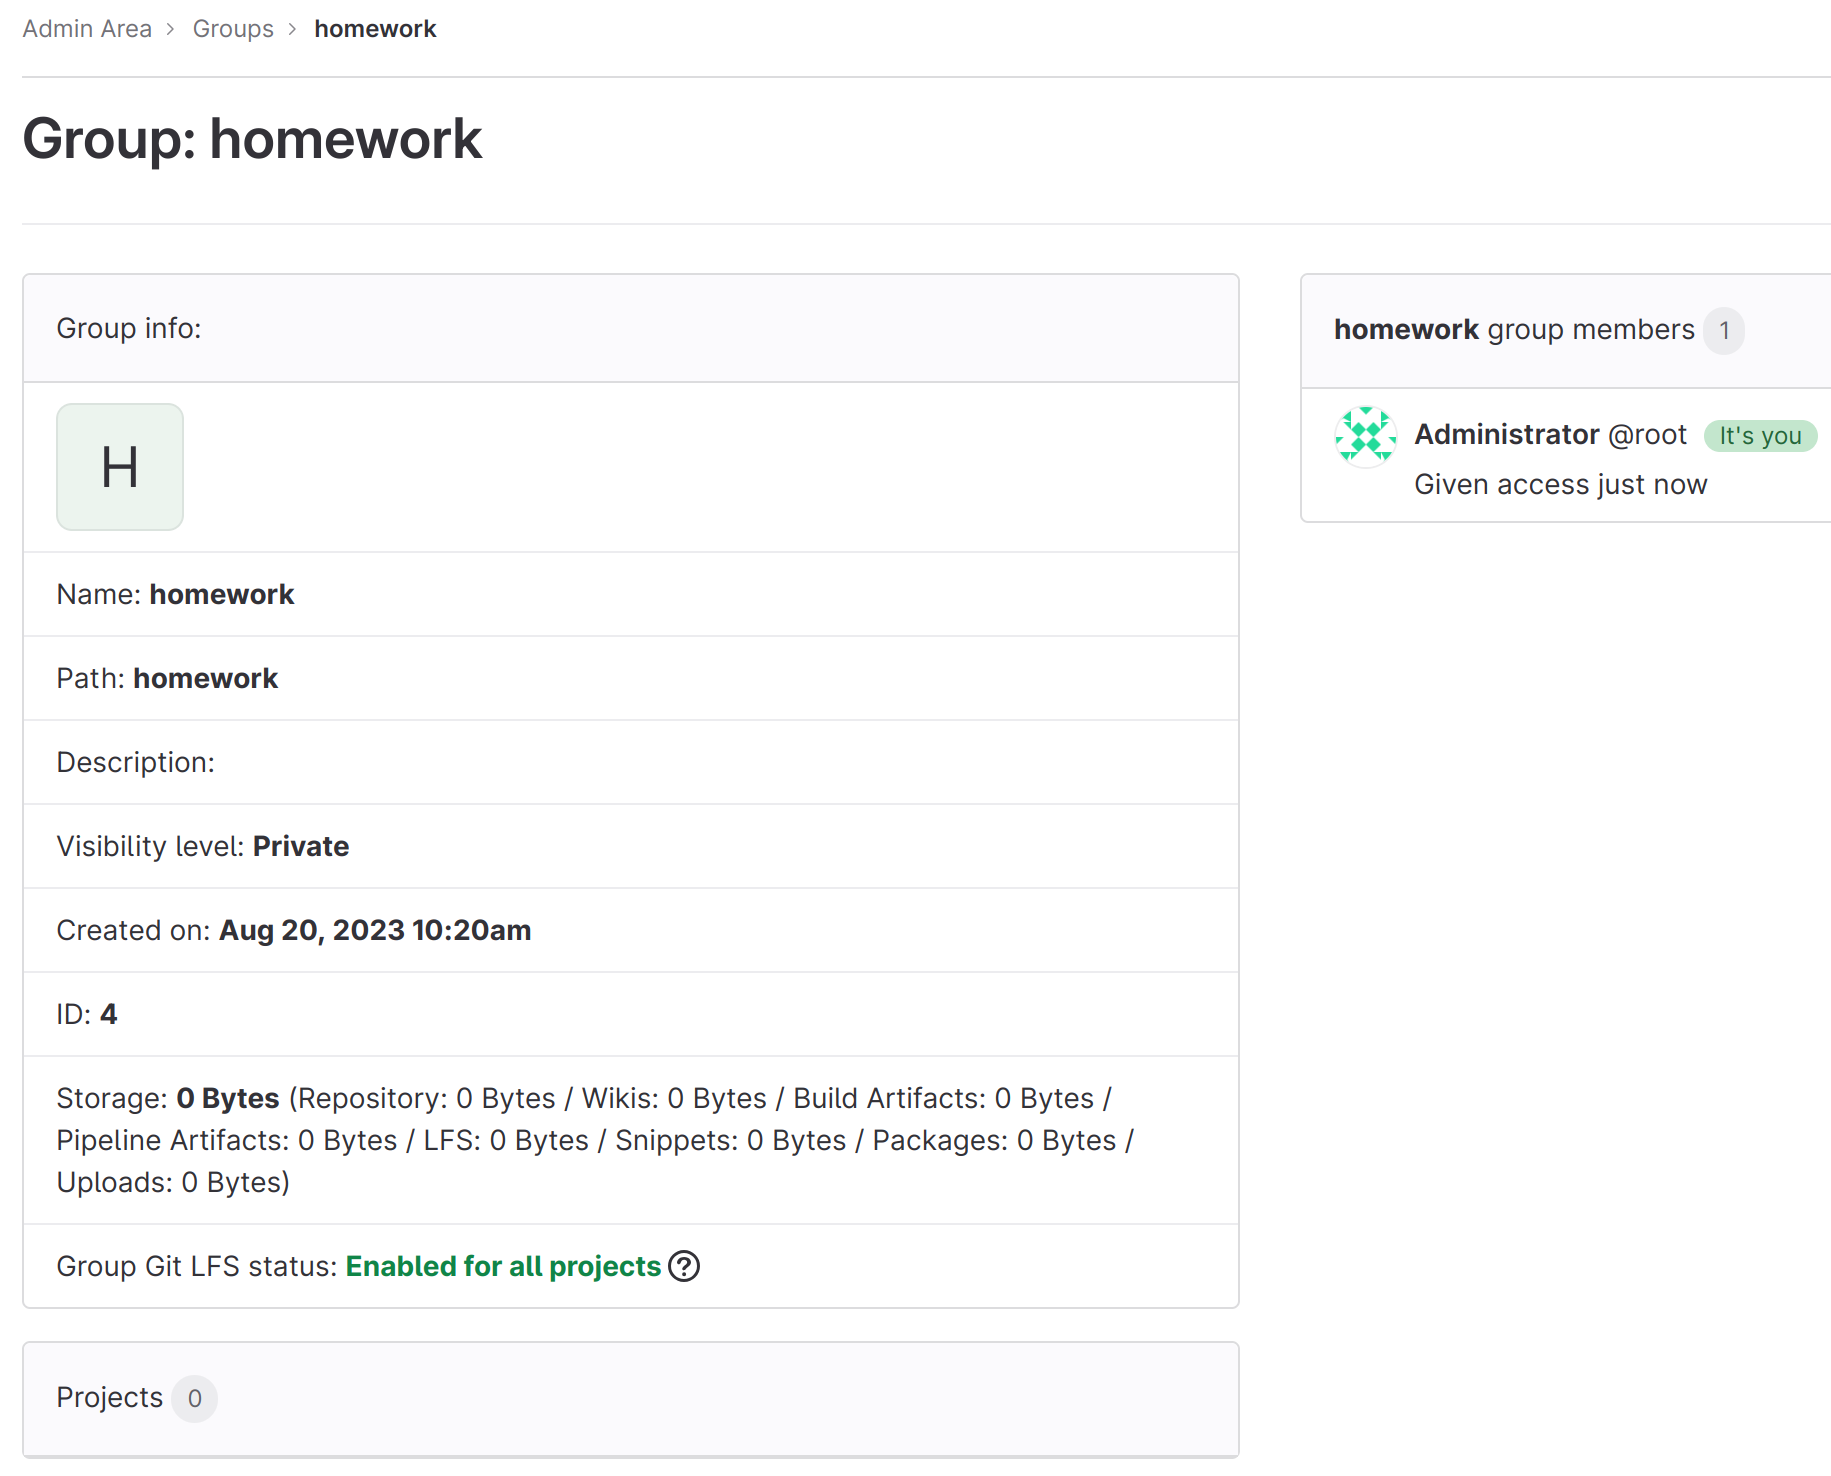 Admin Area > Groups > homework
Group: homework
Group info:
H
Name: homework
Path: homework
Description:
Visibility level: Private
Created on: Aug 20, 2023 10:20am
ID: 4
Storage: 0 Bytes (Repository: 0 Bytes / Wikis: 0 Bytes / Build Artifacts: 0 Bytes /
Pipeline Artifacts: 0 Bytes / LFS: 0 Bytes / Snippets: 0 Bytes / Packages: 0 Bytes /
Uploads: 0 Bytes)
Group Git LFS status: Enabled for all projects ?
Projects 0
homework group members 1
Administrator @root It's you
Given access just now